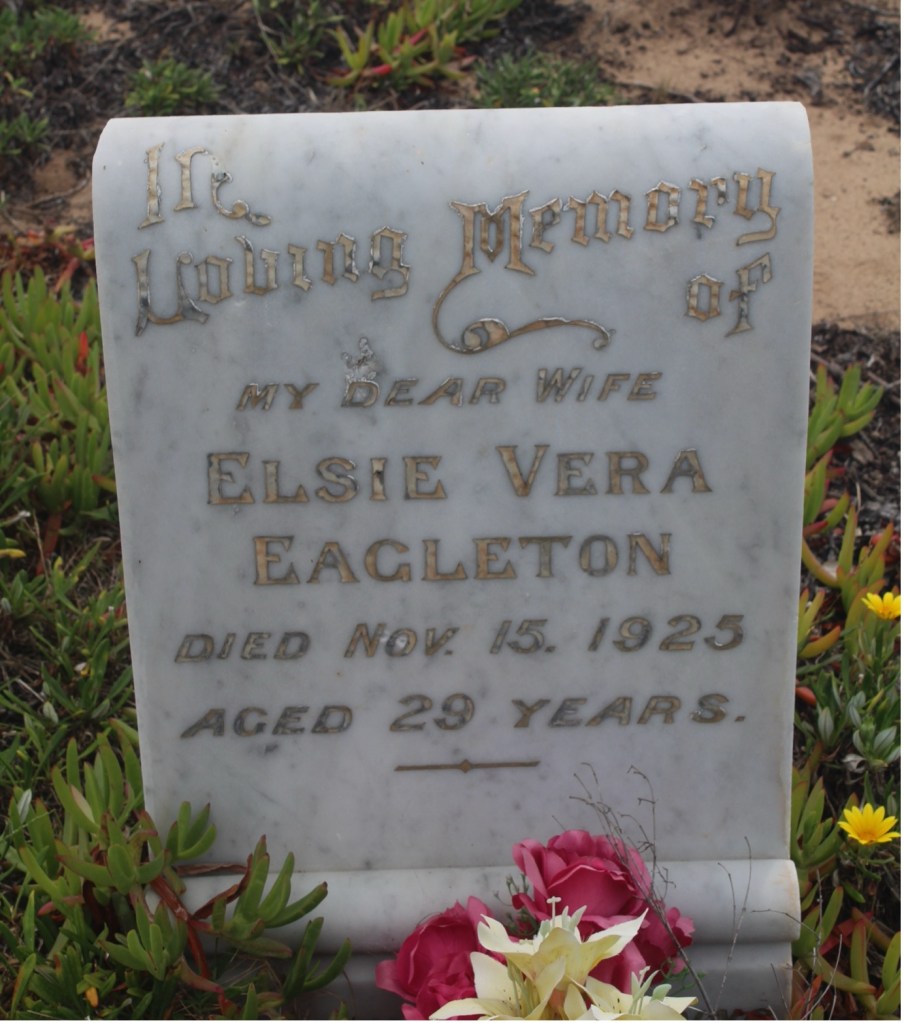 In
Loving Memory
of
MY DEAR WIFE
ELSIE VERA
EAGLETON
DIED NOV. 15. 1925
AGED 29 YEARS.